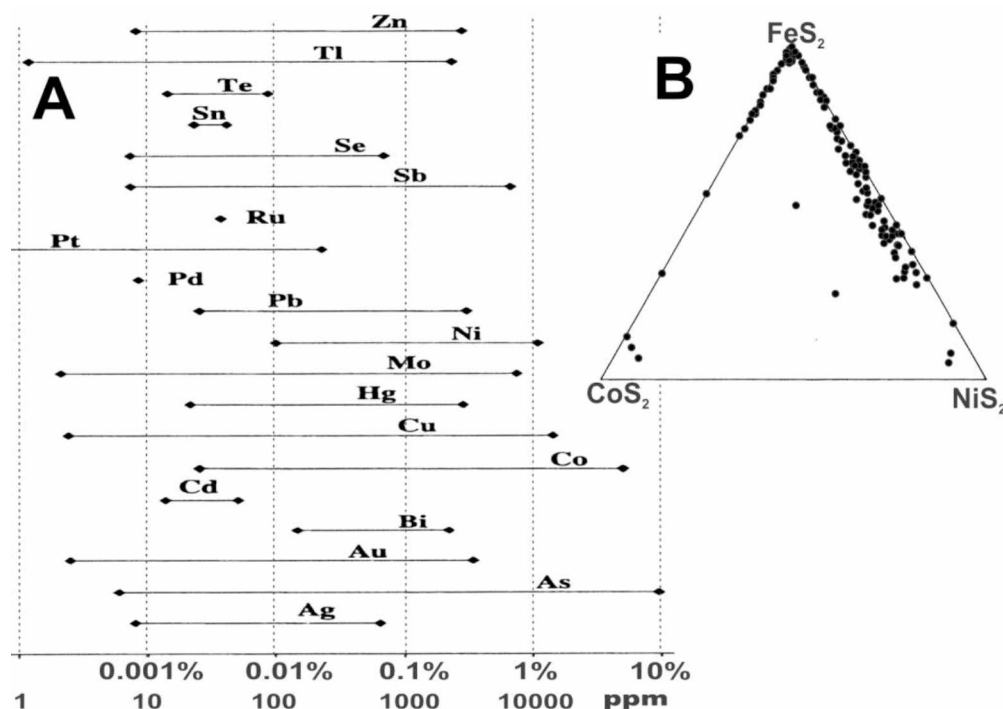 A
Zn
Tl
Te
Sn
Se
Sb
Ru
Pt
Pd
Pb
Ni
Mo
Hg
Cu
Co
Cd
Bi
Au
As
Ag
0.001% 0.01% 0.1% 1% 10%
1 10 100 1000 10000 ppm
B
FeS₂
CoS₂ NiS₂